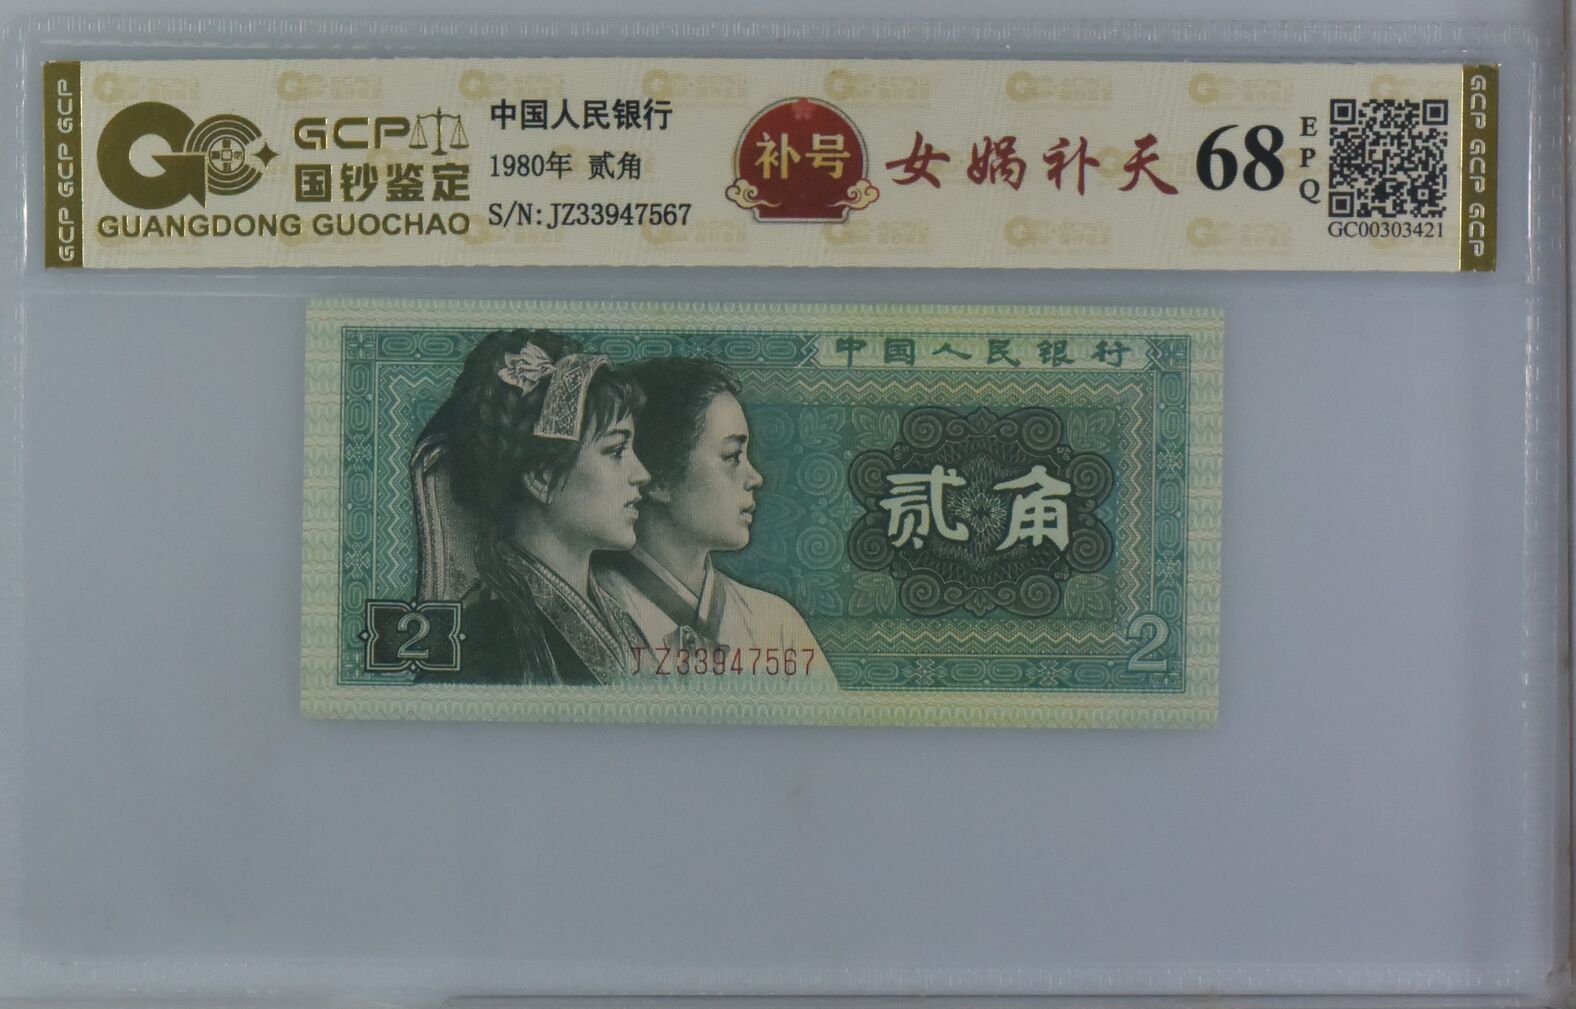 GCP GCP GCP
GCP
国钞鉴定
GUANGDONG GUOCHAO
中国人民银行
1980年 贰角
S/N:JZ33947567
补号
女娲补天
68
EPQ
GC00303421
GCP GCP GCP
中国人民银行
贰角
2
2
JZ33947567